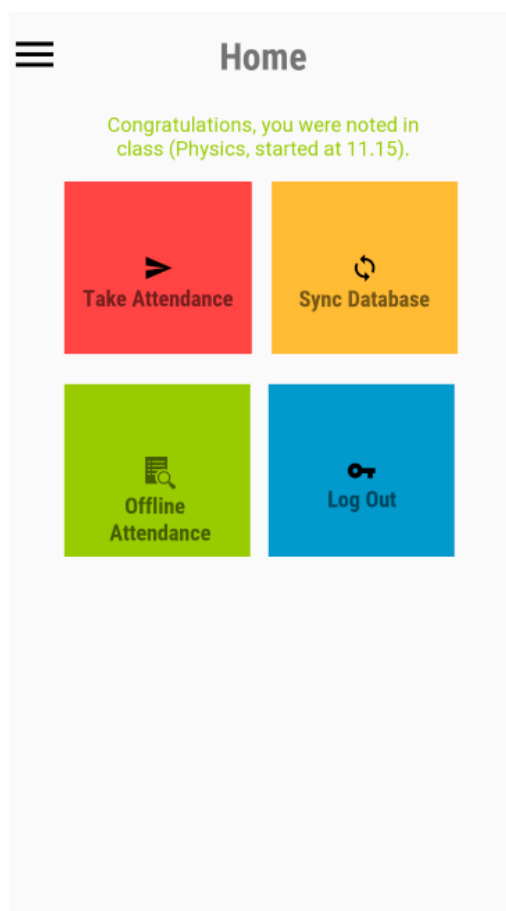 Home
Congratulations, you were noted in
class (Physics, started at 11.15).
Take Attendance
Sync Database
Offline
Attendance
Log Out